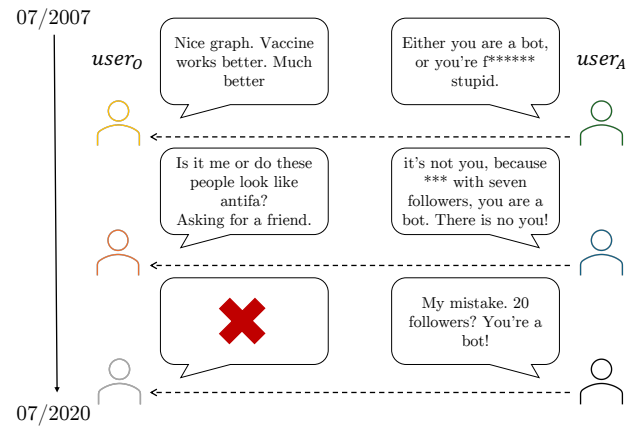 07/2007
user_O
user_A
Nice graph. Vaccine
works better. Much
better
Either you are a bot,
or you're f******
stupid.
Is it me or do these
people look like
antifa?
Asking for a friend.
it's not you, because
*** with seven
followers, you are a
bot. There is no you!
My mistake. 20
followers? You're a
bot!
07/2020